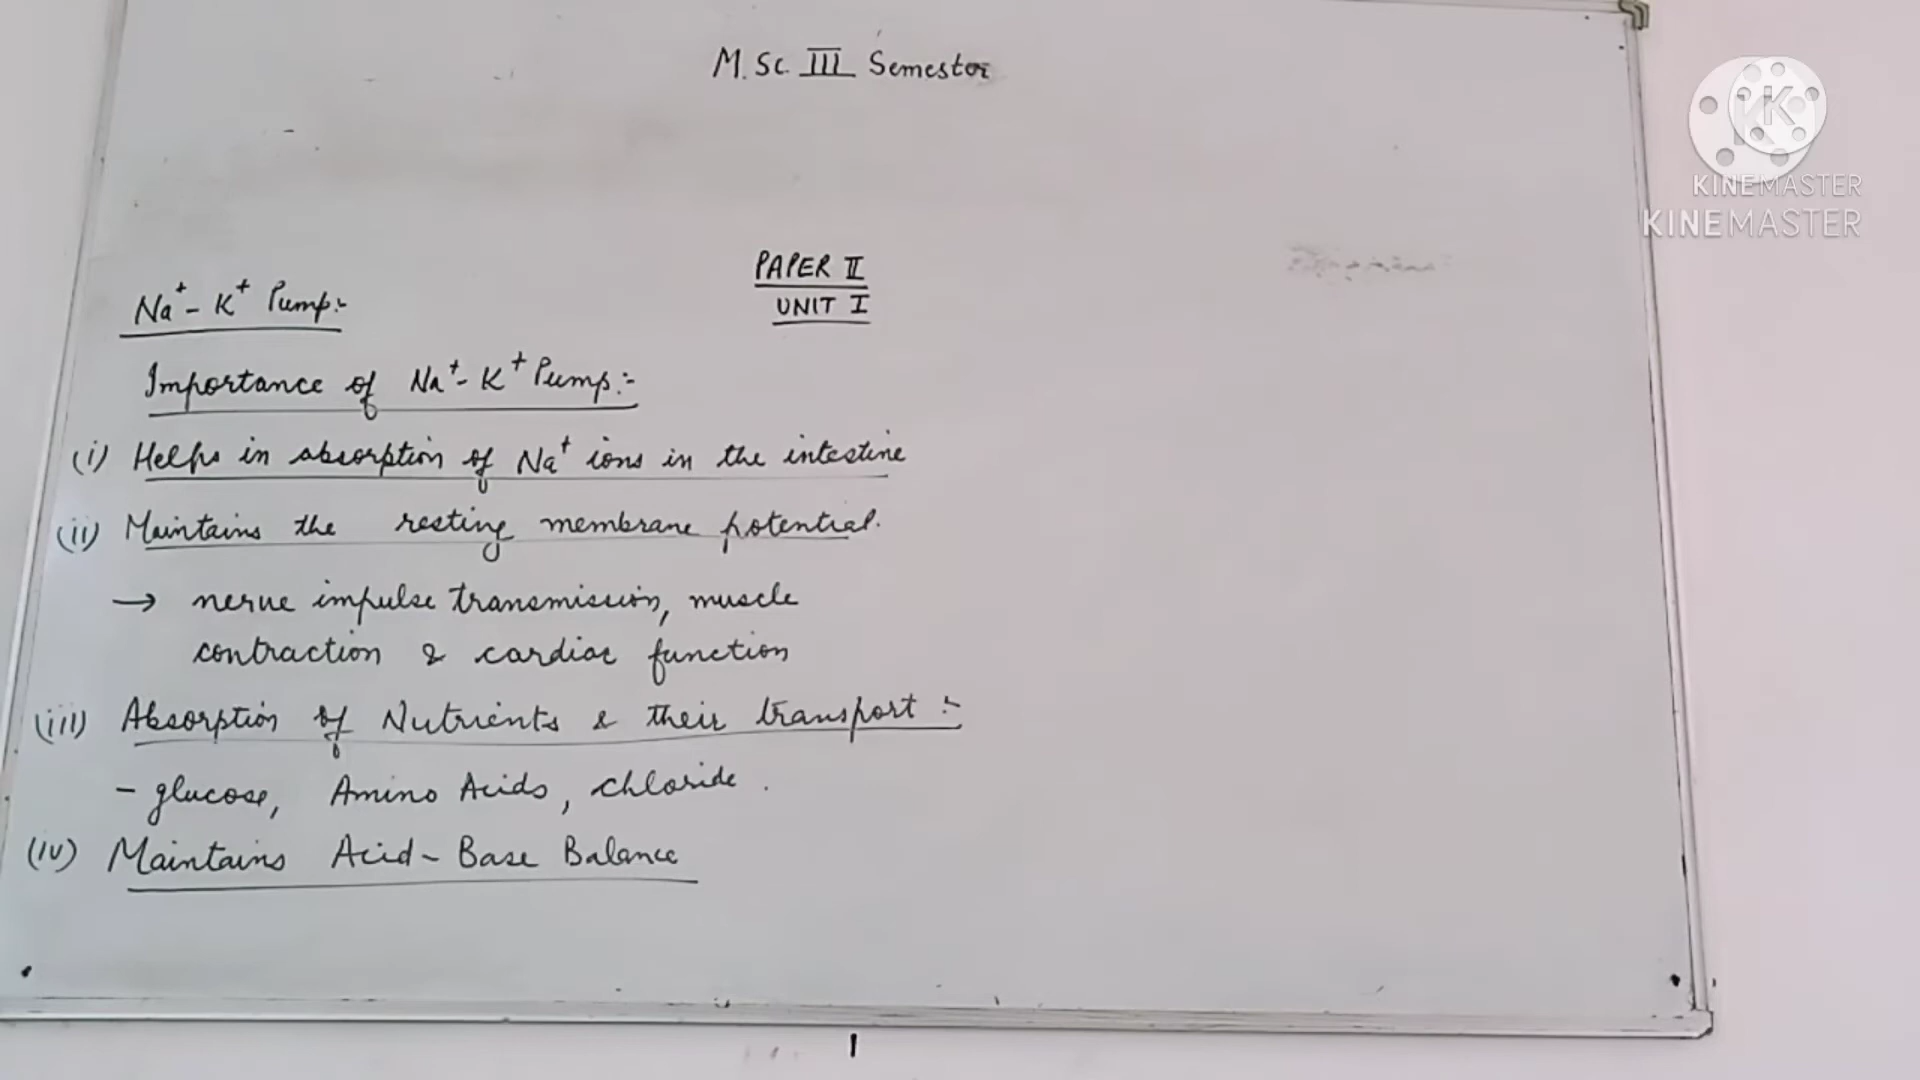 M.Sc. III Semester
KINEMASTER
KINEMASTER
PAPER II
UNIT I
Na⁺ - K⁺ Pump:-
Importance of Na⁺ - K⁺ Pump:-
(i) Helps in absorption of Na⁺ ions in the intestine
(ii) Maintains the resting membrane potential.
→ nerve impulse transmission, muscle
contraction & cardiac function
(iii) Absorption of Nutrients & their transport :-
- glucose, Amino Acids, chloride.
(iv) Maintains Acid - Base Balance